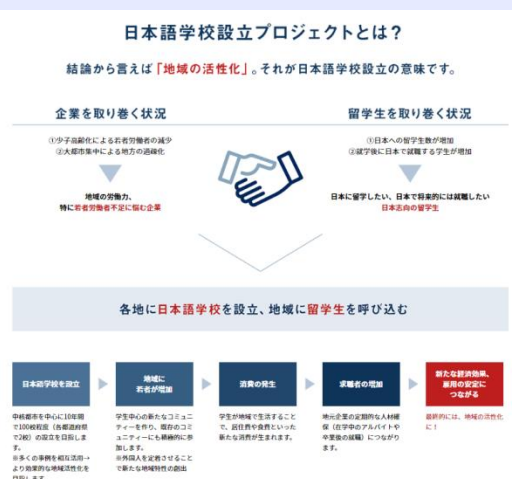 日本語学校設立プロジェクトとは？
結論から言えば「地域の活性化」。それが日本語学校設立の意味です。
企業を取り巻く状況
①少子高齢化による若者労働者の減少
②大都市集中による地方の過疎化
地域の労働力、
特に若者労働者不足に悩む企業
留学生を取り巻く状況
①日本への留学生数が増加
②就学後に日本で就職する学生が増加
日本に留学したい、日本で将来的には就職したい
日本志向の留学生
各地に日本語学校を設立、地域に留学生を呼び込む
日本語学校を設立
中核都市を中心に10年間
で100校程度（各都道府県
で2校）の設立を目指しま
す。
※多くの事例を相互活用→
より効果的な地域活性化を
目指します
地域に
若者が増加
学生中心の新たなコミュニ
ティーを作り、既存のコミ
ュニティーにも積極的に参
加します。
※外国人を定着させること
で新たな地域特性の創出
消費の発生
学生が地域で生活すること
で、居住費や食費といった
新たな消費が生まれます。
求職者の増加
地元企業の定期的な人材確
保（在学中のアルバイトや
卒業後の就職）につながり
ます。
新たな経済効果、
雇用の安定に
つながる
最終的には、地域の活性化
に！